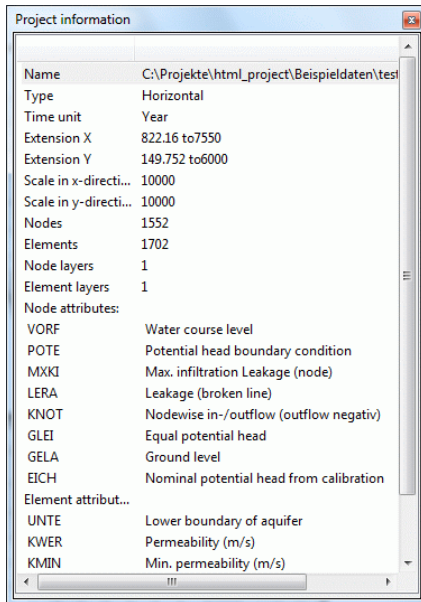 Project information
Name C:\Projekte\html_project\Beispieldaten\test
Type Horizontal
Time unit Year
Extension X 822.16 to7550
Extension Y 149.752 to6000
Scale in x-directi... 10000
Scale in y-directi... 10000
Nodes 1552
Elements 1702
Node layers 1
Element layers 1
Node attributes:
VORF Water course level
POTE Potential head boundary condition
MXKI Max. infiltration Leakage (node)
LERA Leakage (broken line)
KNOT Nodewise in-/outflow (outflow negativ)
GLEI Equal potential head
GELA Ground level
EICH Nominal potential head from calibration
Element attribut...
UNTE Lower boundary of aquifer
KWER Permeability (m/s)
KMIN Min. permeability (m/s)